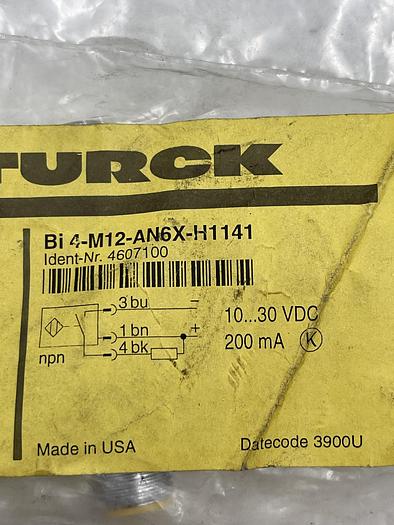 TURCK
Bi 4-M12-AN6X-H1141
Ident-Nr. 4607100
3 bu −
1 bn +
4 bk
npn
10...30 VDC
200 mA K
Made in USA
Datecode 3900U